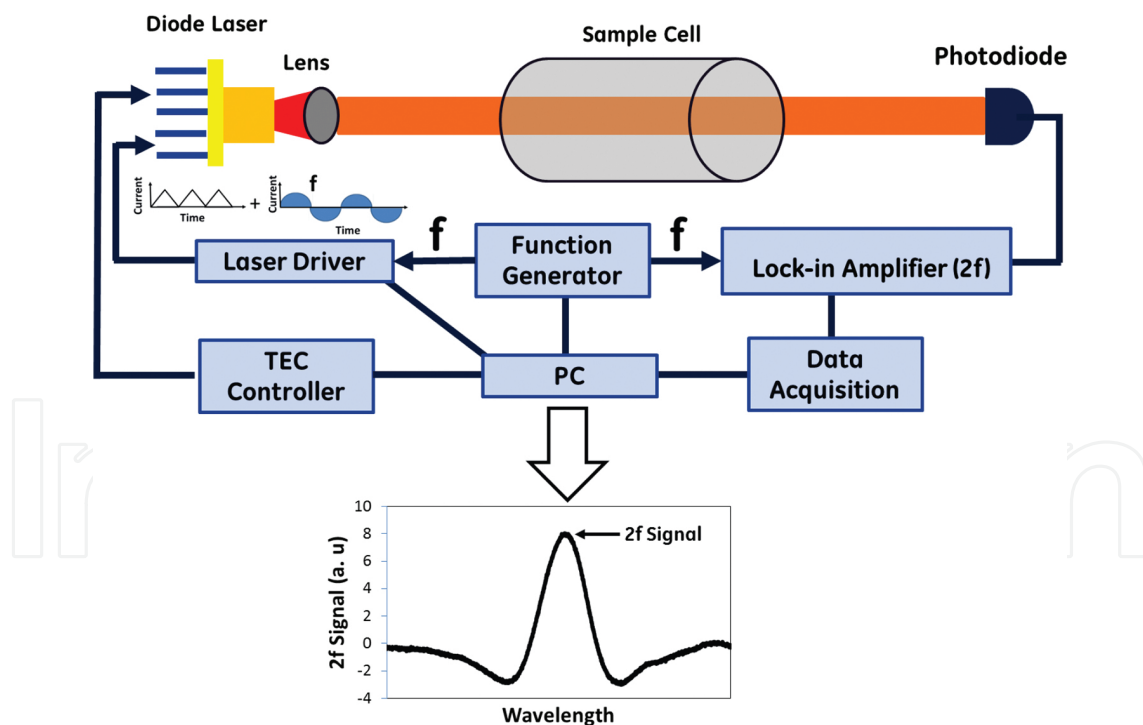 Diode Laser
Lens
Sample Cell
Photodiode
Current
Time
+
Current
f
Time
f
f
Laser Driver
Function
Generator
Lock-in Amplifier (2f)
TEC
Controller
PC
Data
Acquisition
10
8
6
4
2
0
-2
-4
2f Signal (a. u)
2f Signal
Wavelength